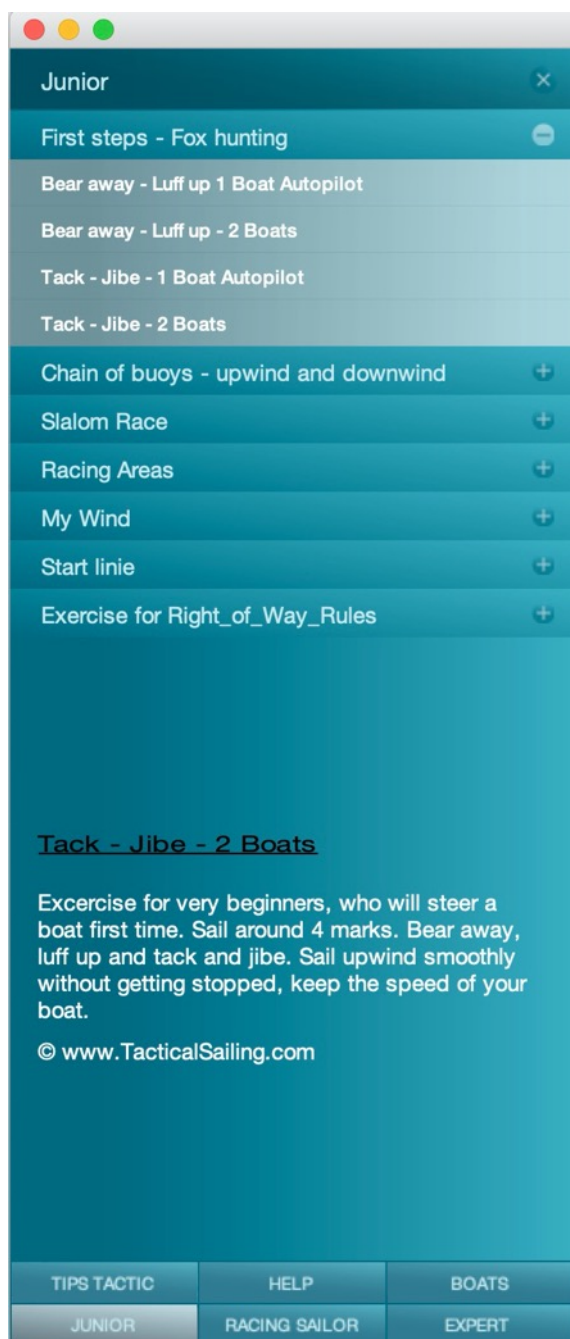 Junior
First steps - Fox hunting
Bear away - Luff up 1 Boat Autopilot
Bear away - Luff up - 2 Boats
Tack - Jibe - 1 Boat Autopilot
Tack - Jibe - 2 Boats
Chain of buoys - upwind and downwind
Slalom Race
Racing Areas
My Wind
Start linie
Exercise for Right_of_Way_Rules
Tack - Jibe - 2 Boats
Excercise for very beginners, who will steer a
boat first time. Sail around 4 marks. Bear away,
luff up and tack and jibe. Sail upwind smoothly
without getting stopped, keep the speed of your
boat.
© www.TacticalSailing.com
TIPS TACTIC HELP BOATS
JUNIOR RACING SAILOR EXPERT